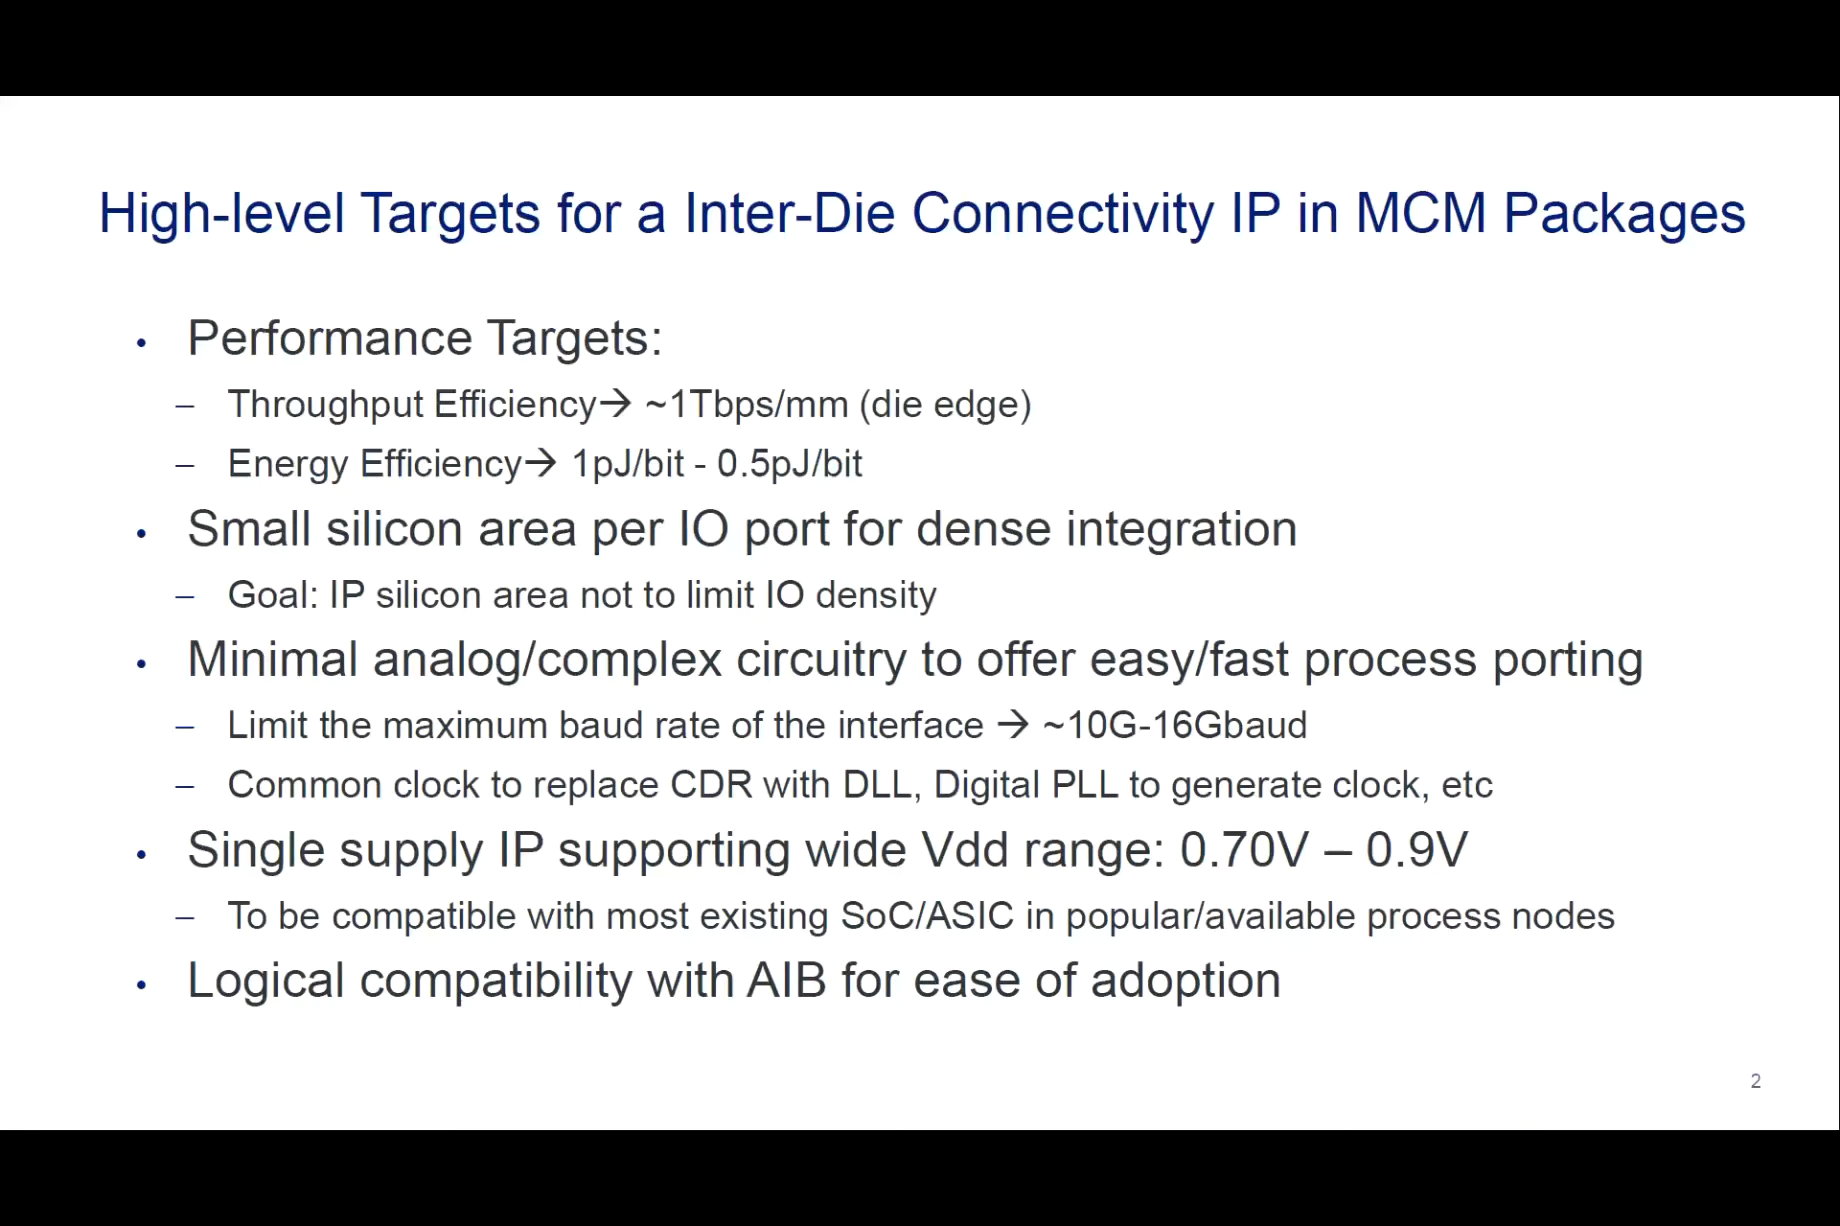 High-level Targets for a Inter-Die Connectivity IP in MCM Packages
• Performance Targets:
– Throughput Efficiency→ ~1Tbps/mm (die edge)
– Energy Efficiency→ 1pJ/bit - 0.5pJ/bit
• Small silicon area per IO port for dense integration
– Goal: IP silicon area not to limit IO density
• Minimal analog/complex circuitry to offer easy/fast process porting
– Limit the maximum baud rate of the interface → ~10G-16Gbaud
– Common clock to replace CDR with DLL, Digital PLL to generate clock, etc
• Single supply IP supporting wide Vdd range: 0.70V – 0.9V
– To be compatible with most existing SoC/ASIC in popular/available process nodes
• Logical compatibility with AIB for ease of adoption
2